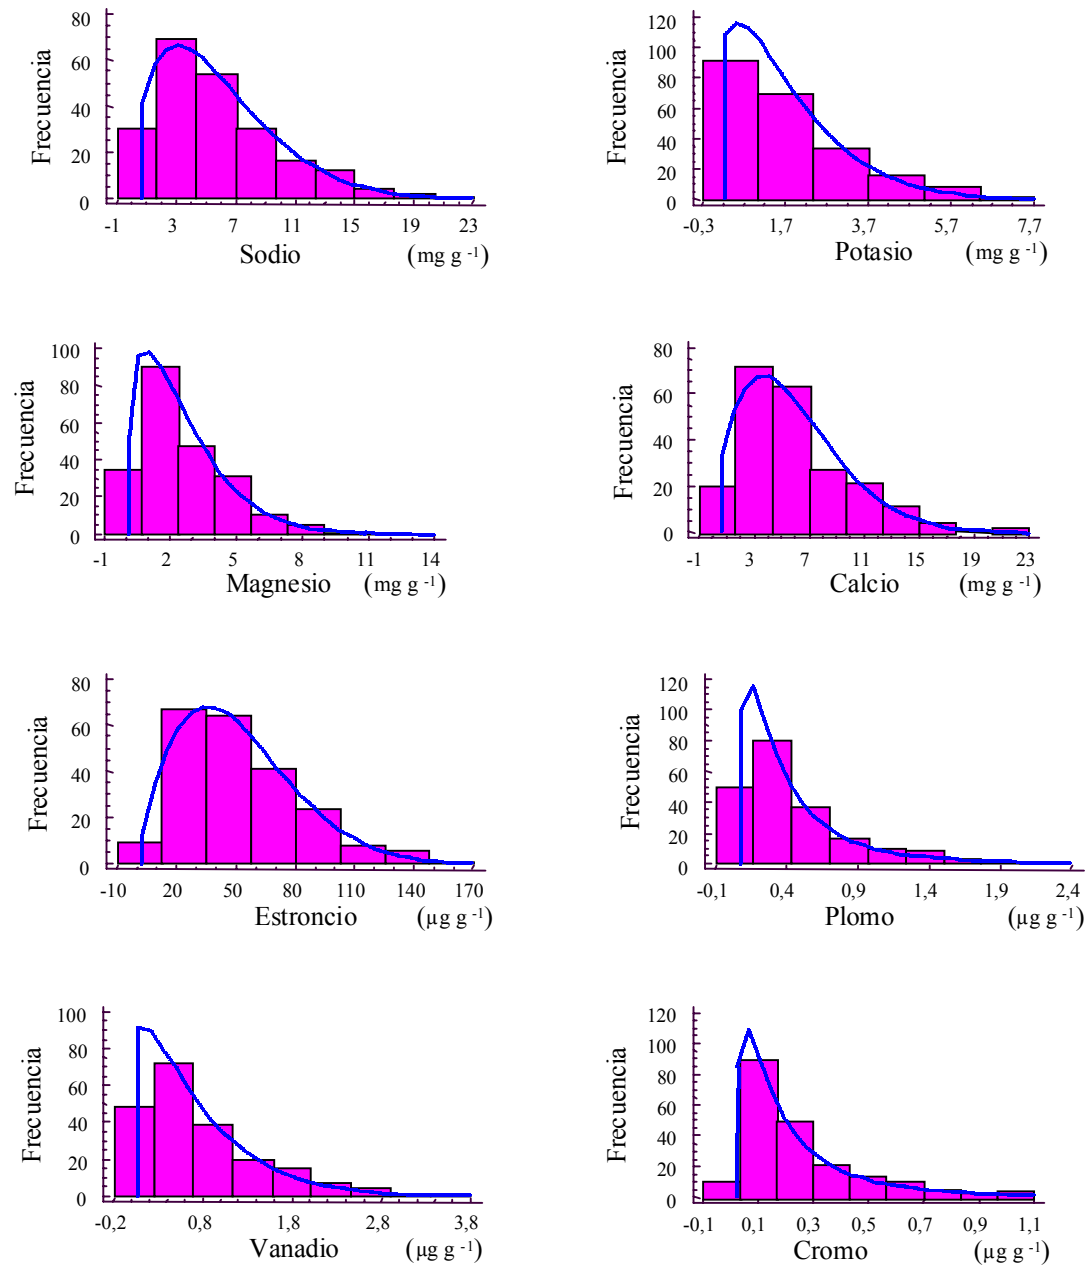 80
60
40
20
0
Frecuencia
-1 3 7 11 15 19 23
Sodio (mg g -1)
120
100
80
60
40
20
0
Frecuencia
-0,3 1,7 3,7 5,7 7,7
Potasio (mg g -1)
100
80
60
40
20
0
Frecuencia
-1 2 5 8 11 14
Magnesio (mg g -1)
80
60
40
20
0
Frecuencia
-1 3 7 11 15 19 23
Calcio (mg g -1)
80
60
40
20
0
Frecuencia
-10 20 50 80 110 140 170
Estroncio (µg g -1)
120
100
80
60
40
20
0
Frecuencia
-0,1 0,4 0,9 1,4 1,9 2,4
Plomo (µg g -1)
100
80
60
40
20
0
Frecuencia
-0,2 0,8 1,8 2,8 3,8
Vanadio (µg g -1)
120
100
80
60
40
20
0
Frecuencia
-0,1 0,1 0,3 0,5 0,7 0,9 1,1
Cromo (µg g -1)